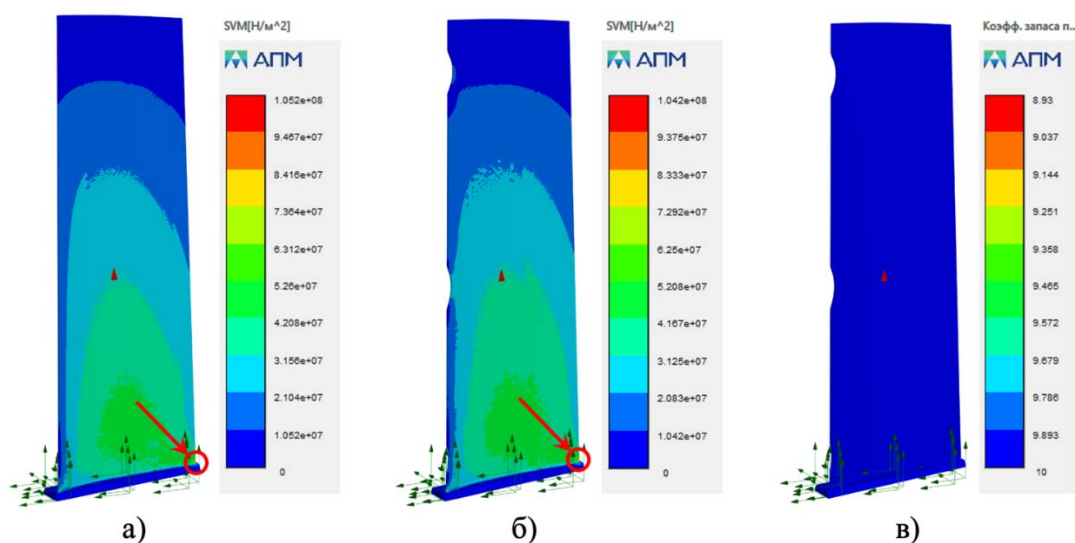 SVM[Н/м^2]
АПМ
1.052e+08
9.467e+07
8.416e+07
7.364e+07
6.312e+07
5.26e+07
4.208e+07
3.156e+07
2.104e+07
1.052e+07
0
а)
SVM[Н/м^2]
АПМ
1.042e+08
9.375e+07
8.333e+07
7.292e+07
6.25e+07
5.208e+07
4.167e+07
3.125e+07
2.083e+07
1.042e+07
0
б)
Коэфф. запаса п..
АПМ
8.93
9.037
9.144
9.251
9.358
9.465
9.572
9.679
9.786
9.893
10
в)